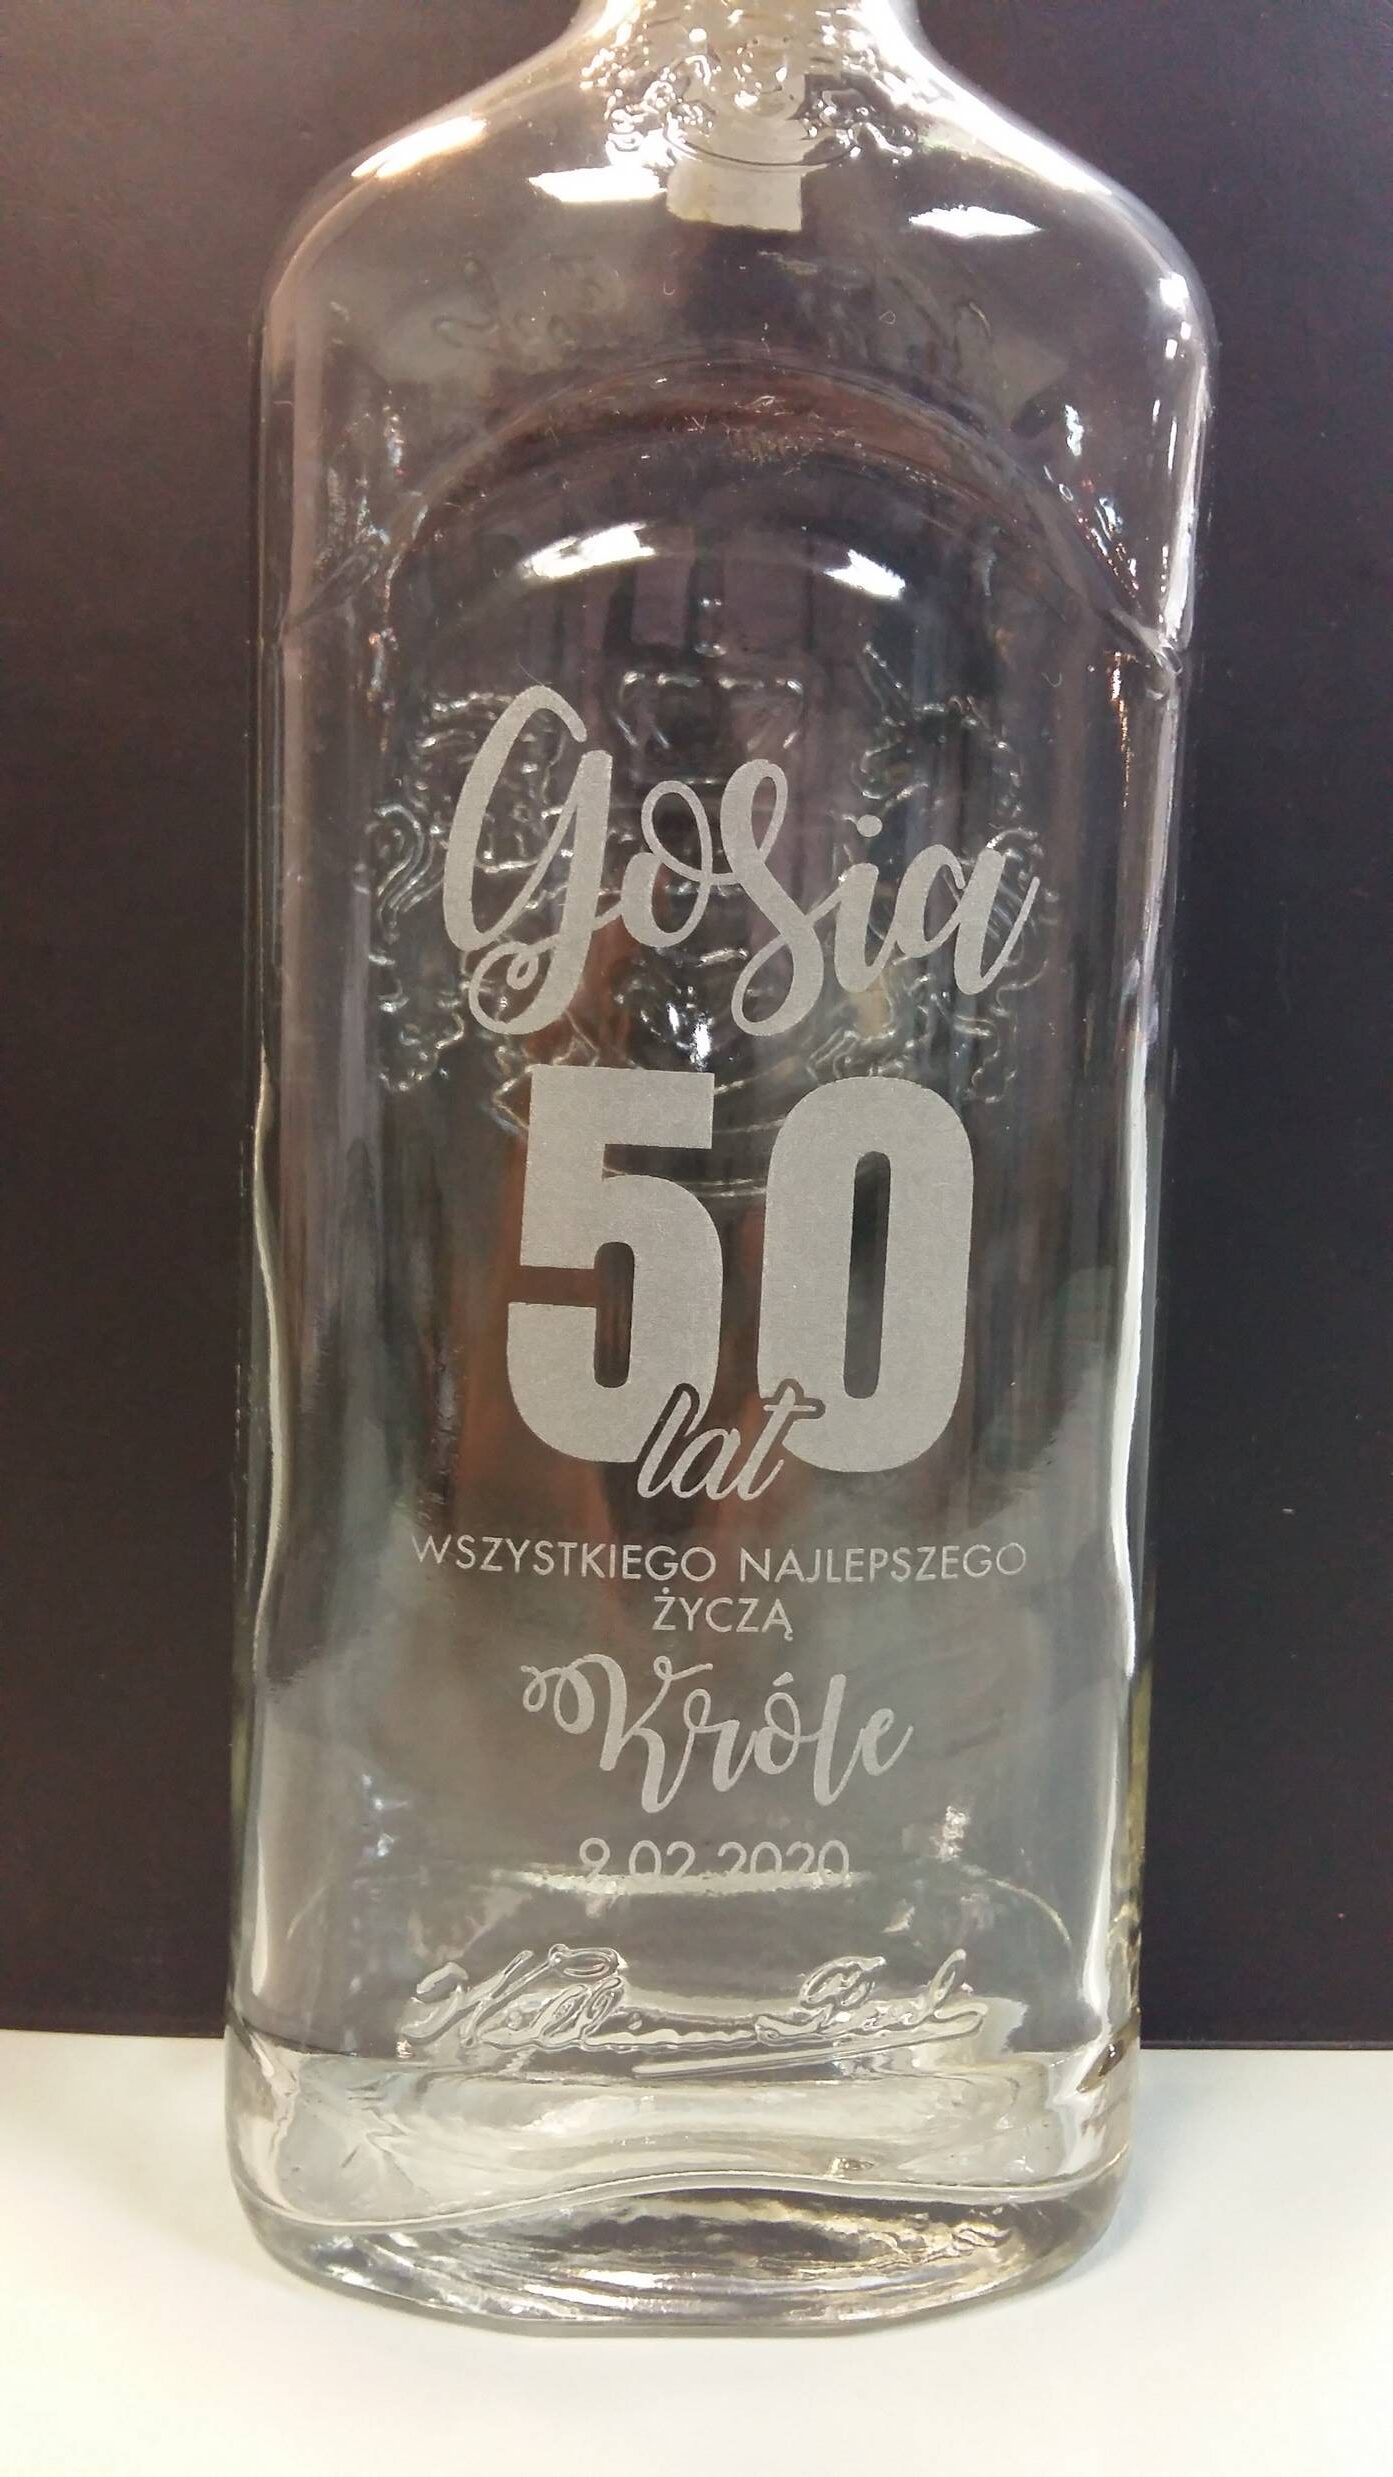 Gosia
50
lat
WSZYSTKIEGO NAJLEPSZEGO
ŻYCZĄ
Króle
9.02.2020